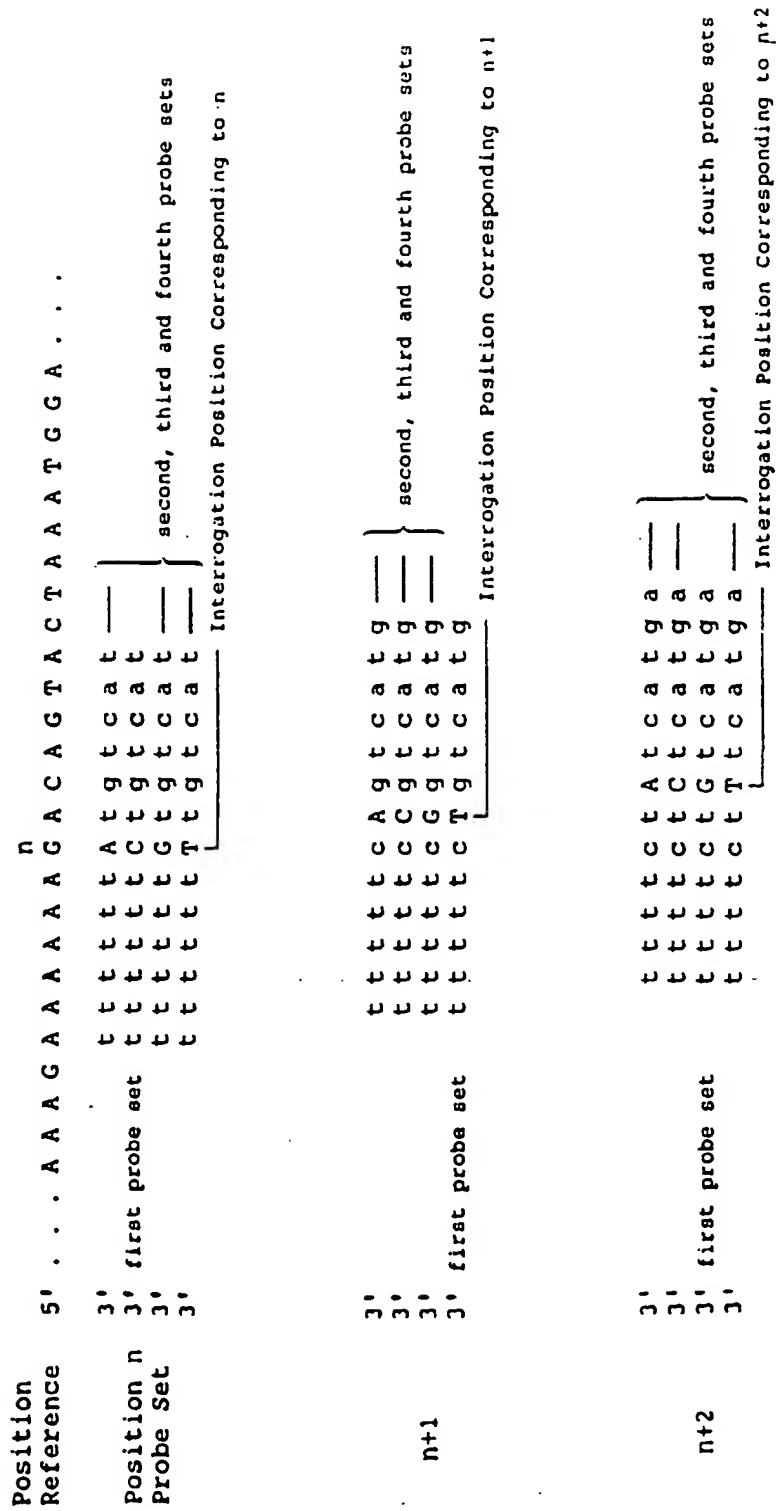 Position n
Reference 5' . . . A A A G A A A A A A G A C A G T A C T A A A T G G A . . .
Position n 3' t t t t t t A t g t c a t —
Probe Set 3' first probe set t t t t t t C t g t c a t
3' t t t t t t G t g t c a t — second, third and fourth probe sets
3' t t t t t t T t g t c a t —
Interrogation Position Corresponding to n
3' t t t t t c A g t c a t g —
n+1 3' t t t t t c C g t c a t g — second, third and fourth probe sets
3' t t t t t c G g t c a t g —
3' first probe set t t t t t c T g t c a t g
Interrogation Position Corresponding to n+1
3' t t t t c t A t c a t g a —
3' t t t t c t C t c a t g a —
n+2 3' first probe set t t t t c t G t c a t g a second, third and fourth probe sets
3' t t t t c t T t c a t g a —
Interrogation Position Corresponding to n+2